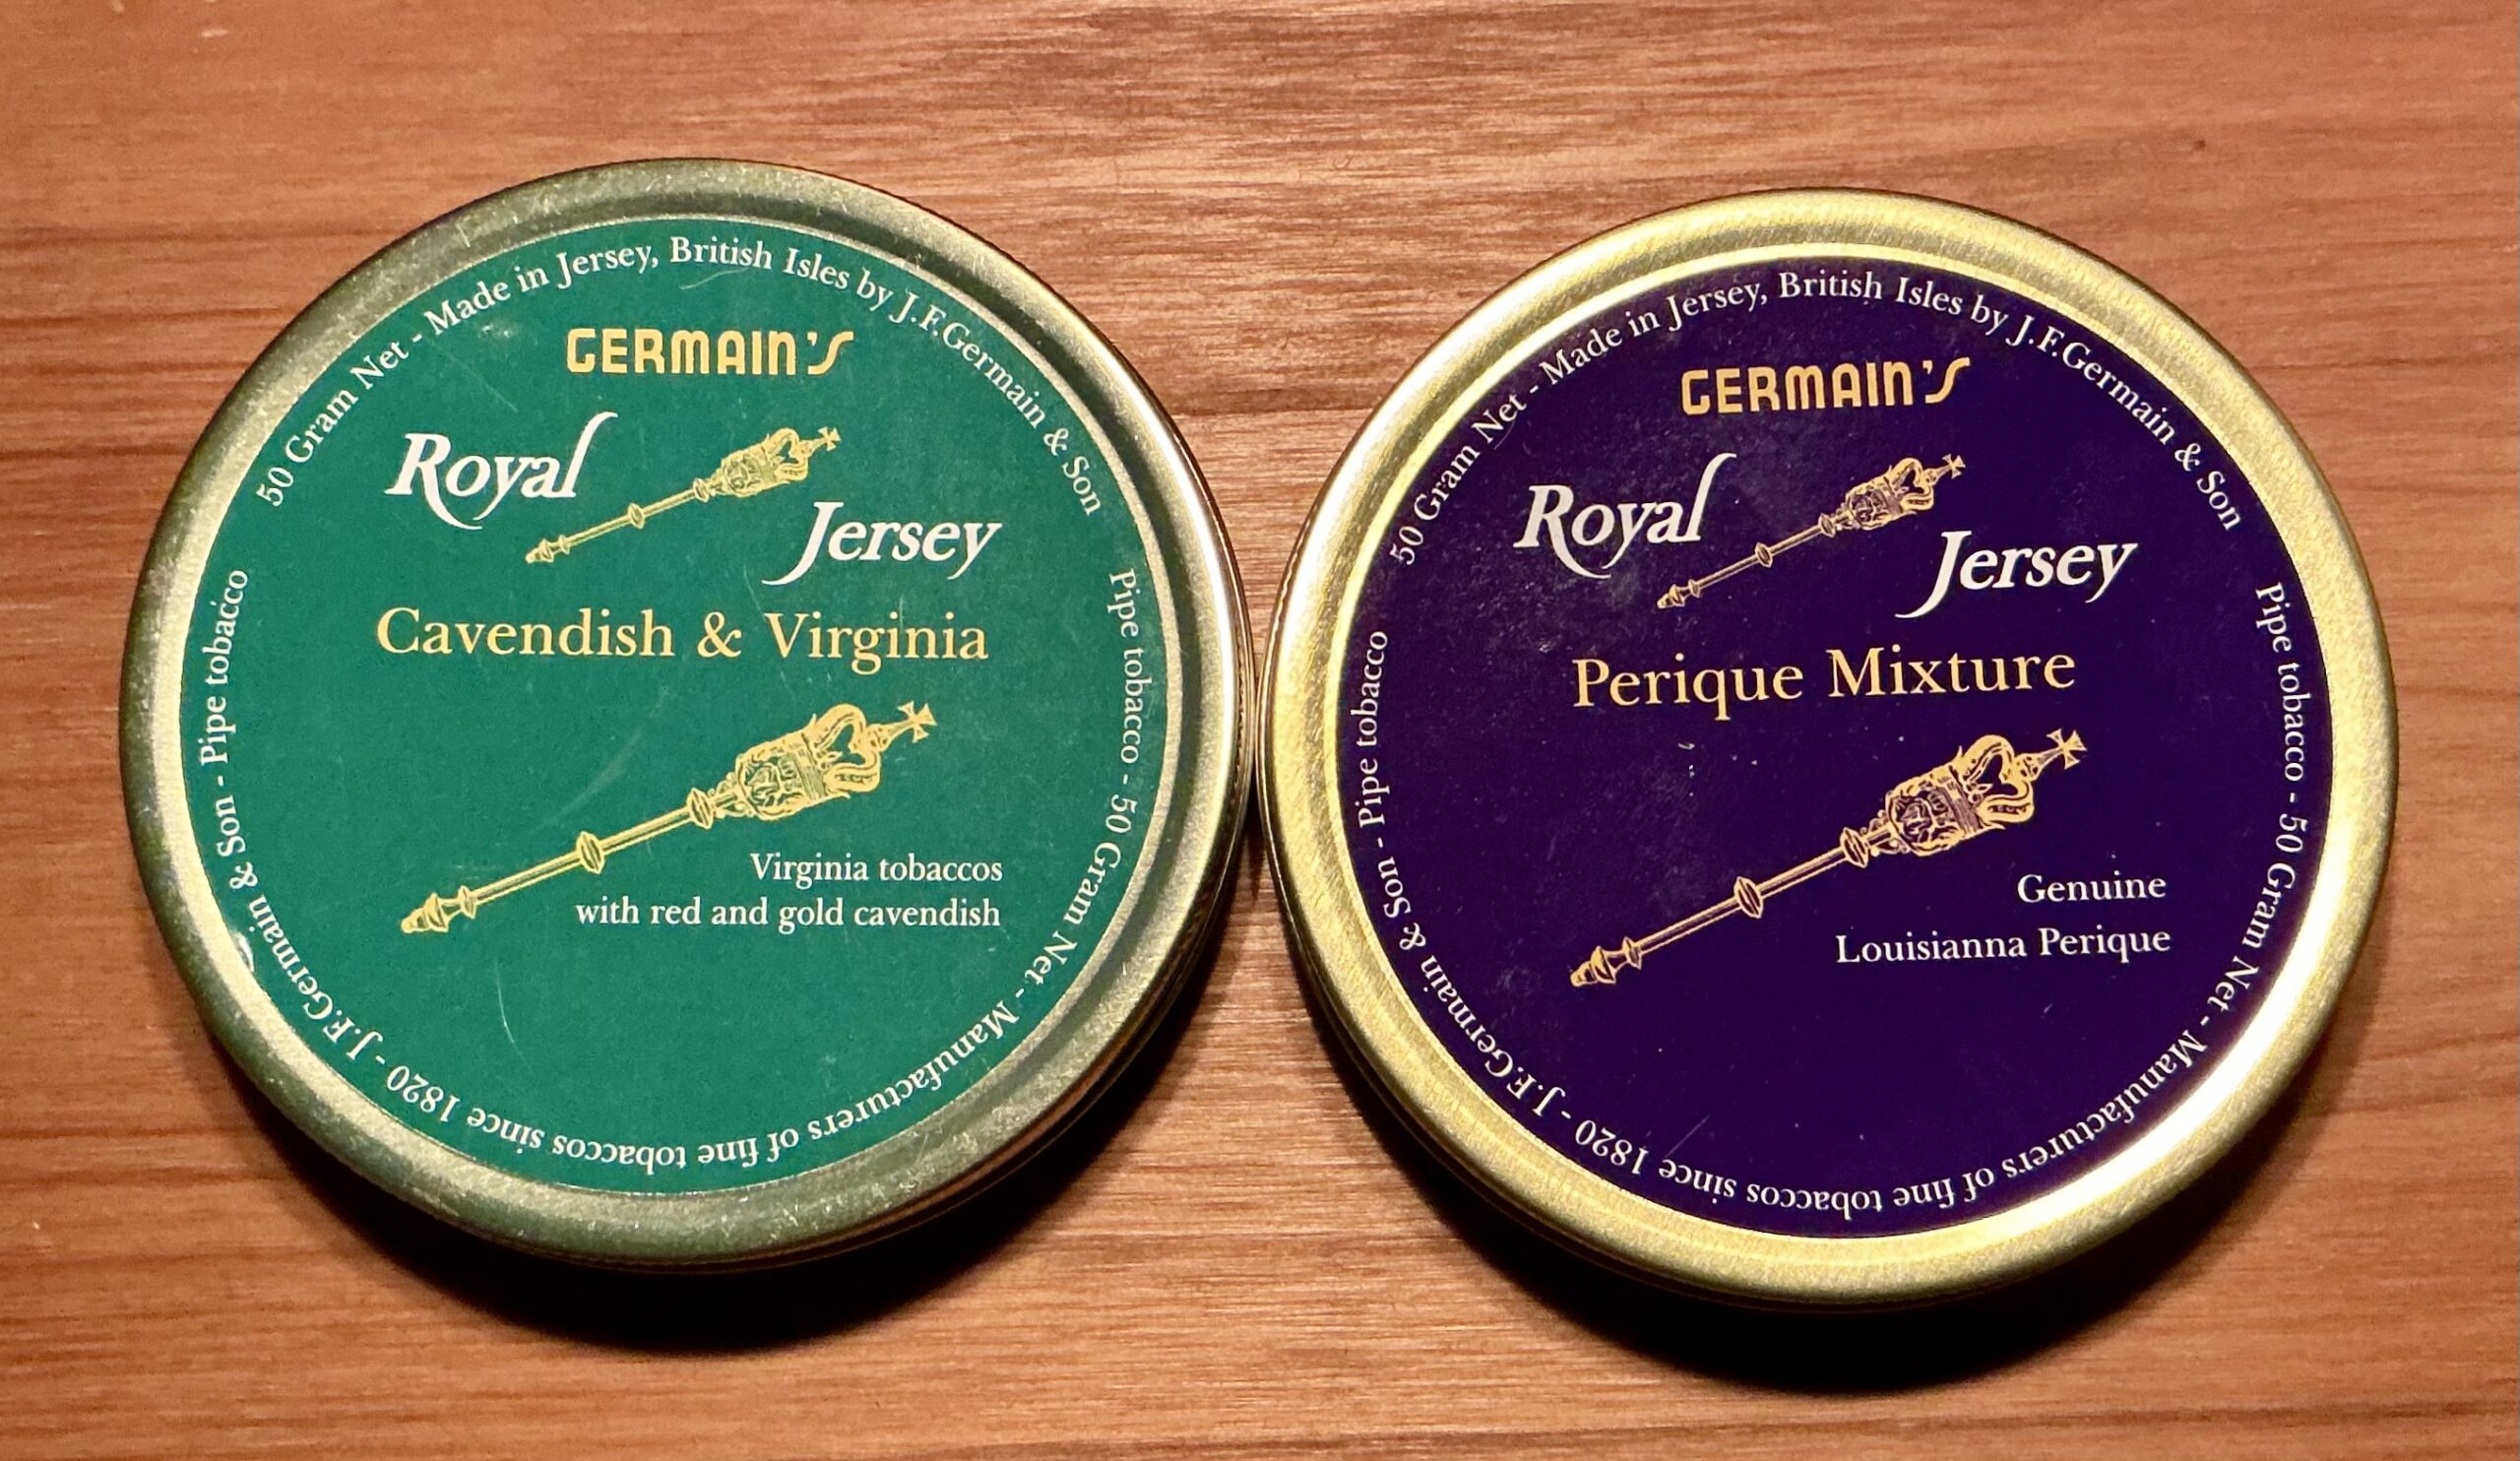 50 Gram Net - Made in Jersey, British Isles by J.F.Germain & Son
GERMAIN'S
Royal
Jersey
Cavendish & Virginia
Virginia tobaccos
with red and gold cavendish
Pipe tobacco - 50 Gram Net - Manufacturers of fine tobaccos since 1820 - J.F.Germain & Son - Pipe tobacco
50 Gram Net - Made in Jersey, British Isles by J.F.Germain & Son
GERMAIN'S
Royal
Jersey
Perique Mixture
Genuine
Louisianna Perique
Pipe tobacco - 50 Gram Net - Manufacturers of fine tobaccos since 1820 - J.F.Germain & Son - Pipe tobacco